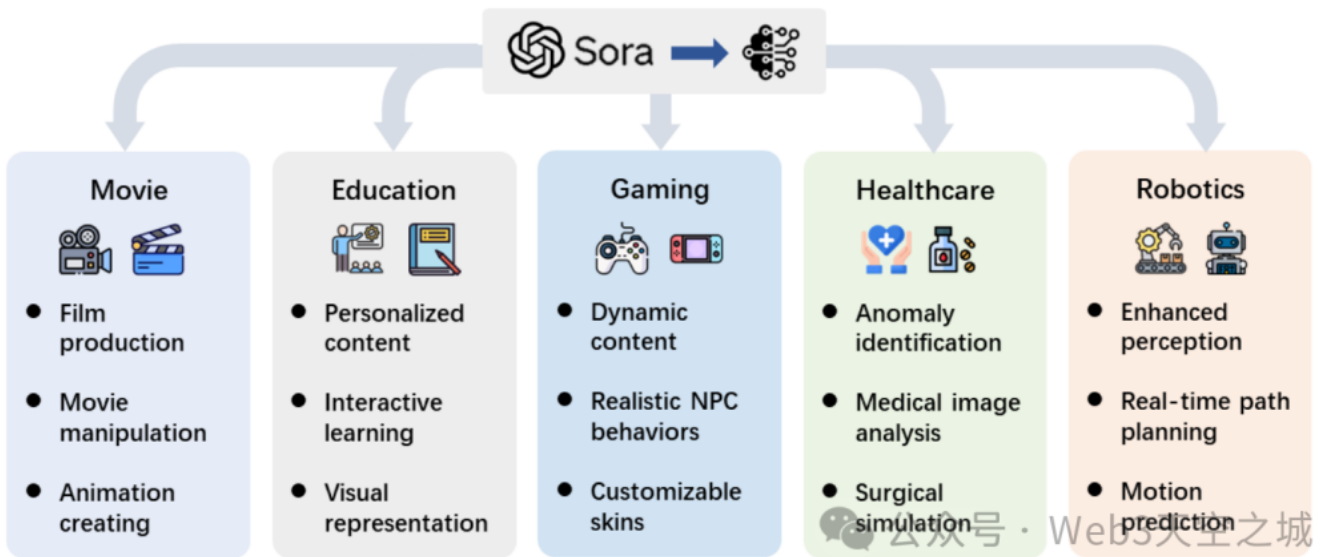 Sora
Movie
Film
production
Movie
manipulation
Animation
creating
Education
Personalized
content
Interactive
learning
Visual
representation
Gaming
Dynamic
content
Realistic NPC
behaviors
Customizable
skins
Healthcare
Anomaly
identification
Medical image
analysis
Surgical
simulation
Robotics
Enhanced
perception
Real-time path
planning
Motion
prediction
公众号 · Web3天空之城